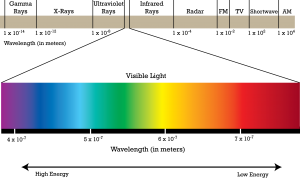 Gamma Rays X-Rays Ultraviolet Rays Infrared Rays Radar FM TV Shortwave AM
1 x 10⁻¹⁴ 1 x 10⁻¹² 1 x 10⁻⁸ 1 x 10⁻⁴ 1 x 10⁻² 1 x 10² 1 x 10⁴
Wavelength (in meters)
Visible Light
4 x 10⁻⁷ 5 x 10⁻⁷ 6 x 10⁻⁷ 7 x 10⁻⁷
Wavelength (in meters)
High Energy Low Energy